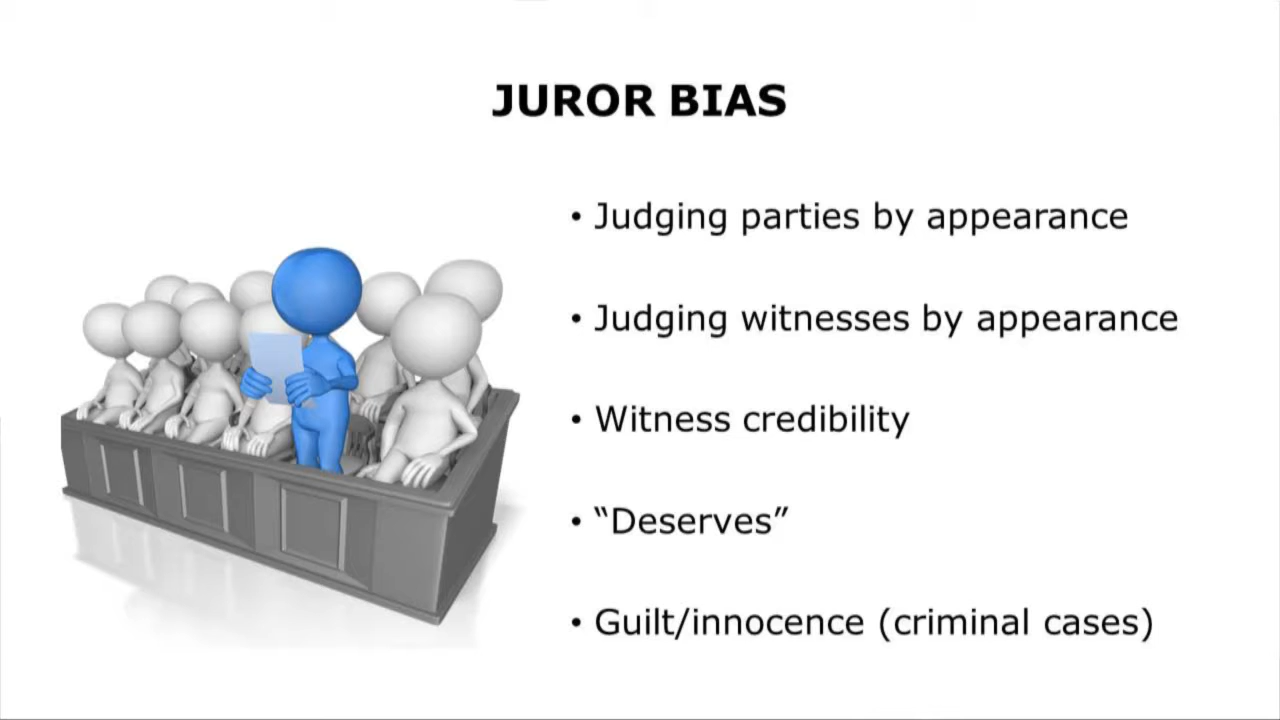 JUROR BIAS
• Judging parties by appearance
• Judging witnesses by appearance
• Witness credibility
• “Deserves”
• Guilt/innocence (criminal cases)